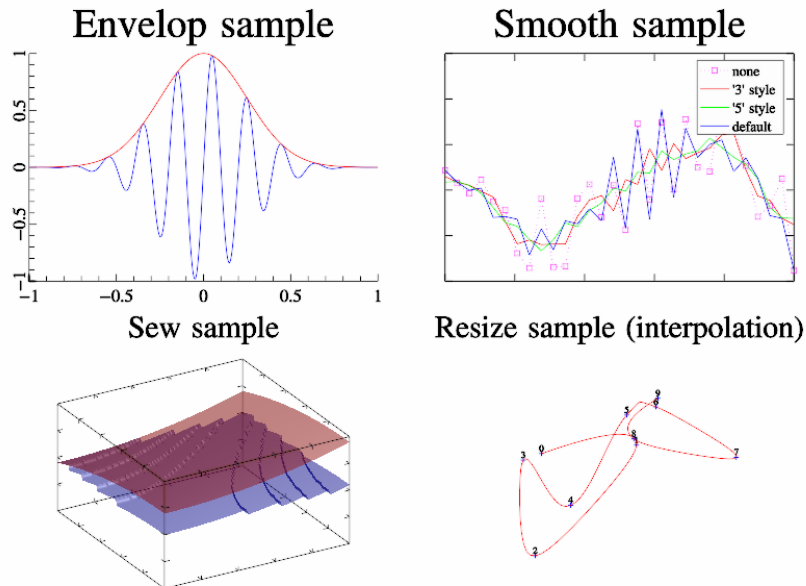 Envelop sample
1
0.5
0
−0.5
−1
−1
−0.5
0
0.5
1
Smooth sample
none
'3' style
'5' style
default
Sew sample
Resize sample (interpolation)
9
5
6
8
0
3
7
4
2